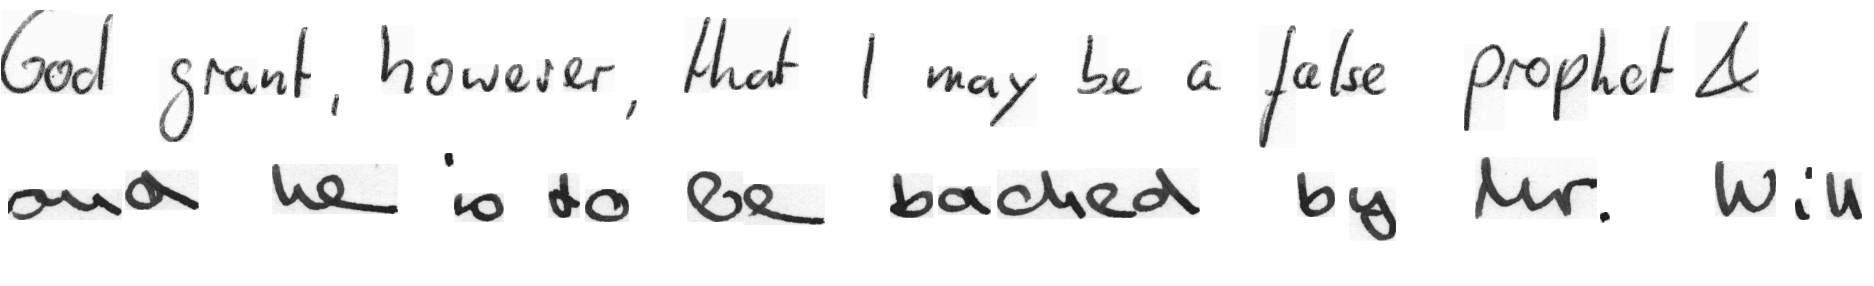 God grant, however, that I may be a false prophet &
and he is to be backed by Mr. Will